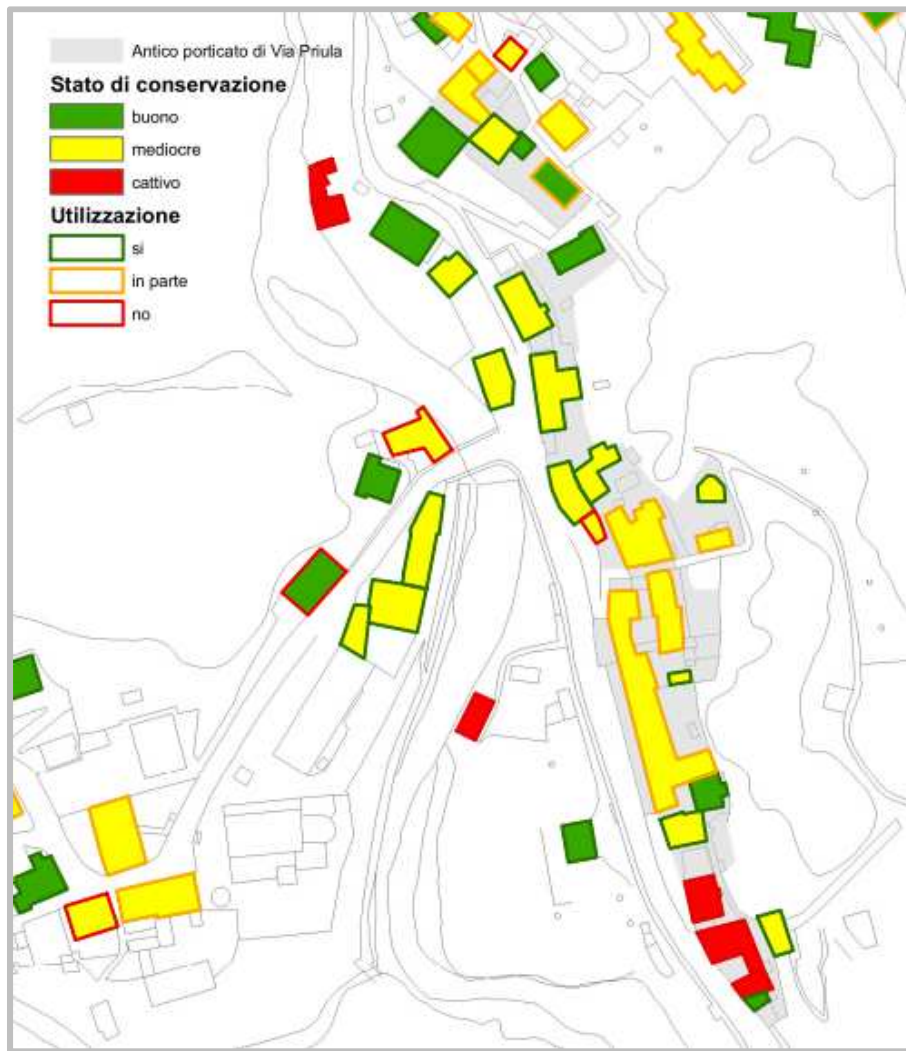 Antico porticato di Via Priula
Stato di conservazione
buono
mediocre
cattivo
Utilizzazione
si
in parte
no